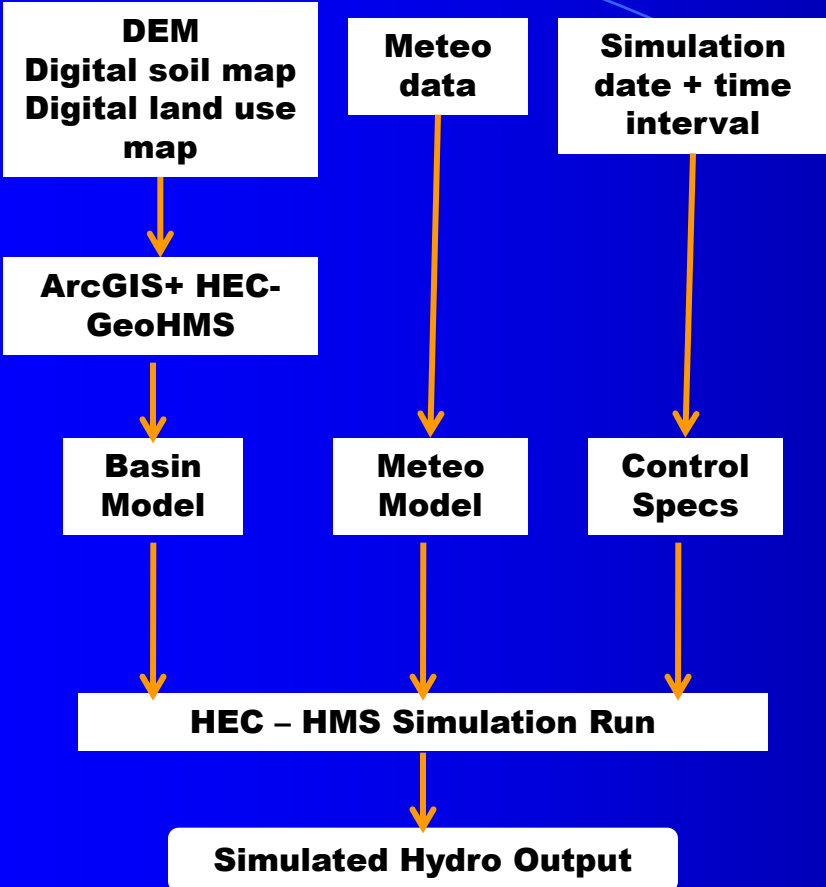 DEM
Digital soil map
Digital land use
map
Meteo
data
Simulation
date + time
interval
ArcGIS+ HEC-
GeoHMS
Basin
Model
Meteo
Model
Control
Specs
HEC – HMS Simulation Run
Simulated Hydro Output